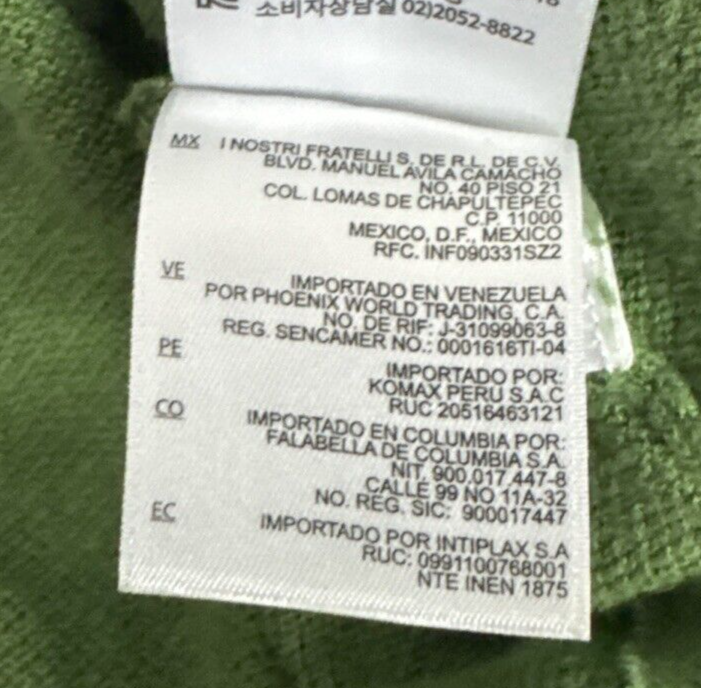 소비자상담실 02)2052-8822
MX I NOSTRI FRATELLI S. DE R.L. DE C.V.
BLVD. MANUEL AVILA CAMACHO
NO. 40 PISO 21
COL. LOMAS DE CHAPULTEPEC
C.P. 11000
MEXICO, D.F., MEXICO
RFC. INF090331SZ2
VE IMPORTADO EN VENEZUELA
POR PHOENIX WORLD TRADING, C.A.
NO. DE RIF: J-31099063-8
REG. SENCAMER NO.: 0001616TI-04
PE IMPORTADO POR:
KOMAX PERU S.A.C
RUC 20516463121
CO IMPORTADO EN COLUMBIA POR:
FALABELLA DE COLUMBIA S.A.
NIT. 900.017.447-8
CALLE 99 NO 11A-32
NO. REG. SIC: 900017447
EC IMPORTADO POR INTIPLAX S.A
RUC: 0991100768001
NTE INEN 1875